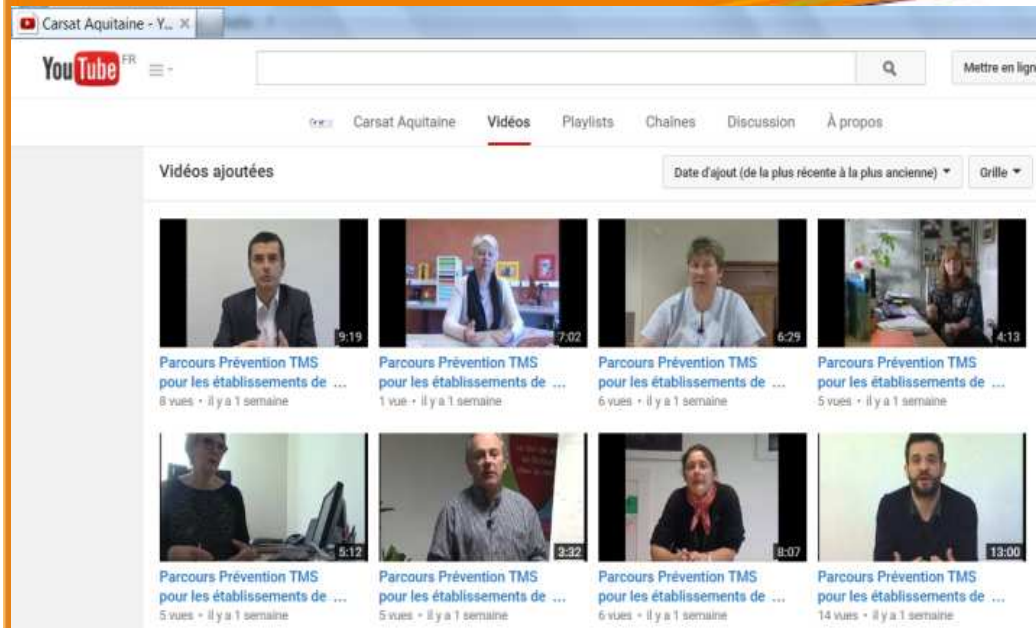 Carsat Aquitaine - Y... ×
YouTube FR
Mettre en lign
Carsat Aquitaine Vidéos Playlists Chaînes Discussion À propos
Vidéos ajoutées
Date d'ajout (de la plus récente à la plus ancienne) Grille
9:19 7:02 6:29 4:13
Parcours Prévention TMS Parcours Prévention TMS Parcours Prévention TMS Parcours Prévention TMS
pour les établissements de ... pour les établissements de ... pour les établissements de ... pour les établissements de ...
8 vues • il y a 1 semaine 1 vue • il y a 1 semaine 6 vues • il y a 1 semaine 5 vues • il y a 1 semaine
5:12 3:32 8:07 13:00
Parcours Prévention TMS Parcours Prévention TMS Parcours Prévention TMS Parcours Prévention TMS
pour les établissements de ... pour les établissements de ... pour les établissements de ... pour les établissements de ...
5 vues • il y a 1 semaine 5 vues • il y a 1 semaine 6 vues • il y a 1 semaine 14 vues • il y a 1 semaine